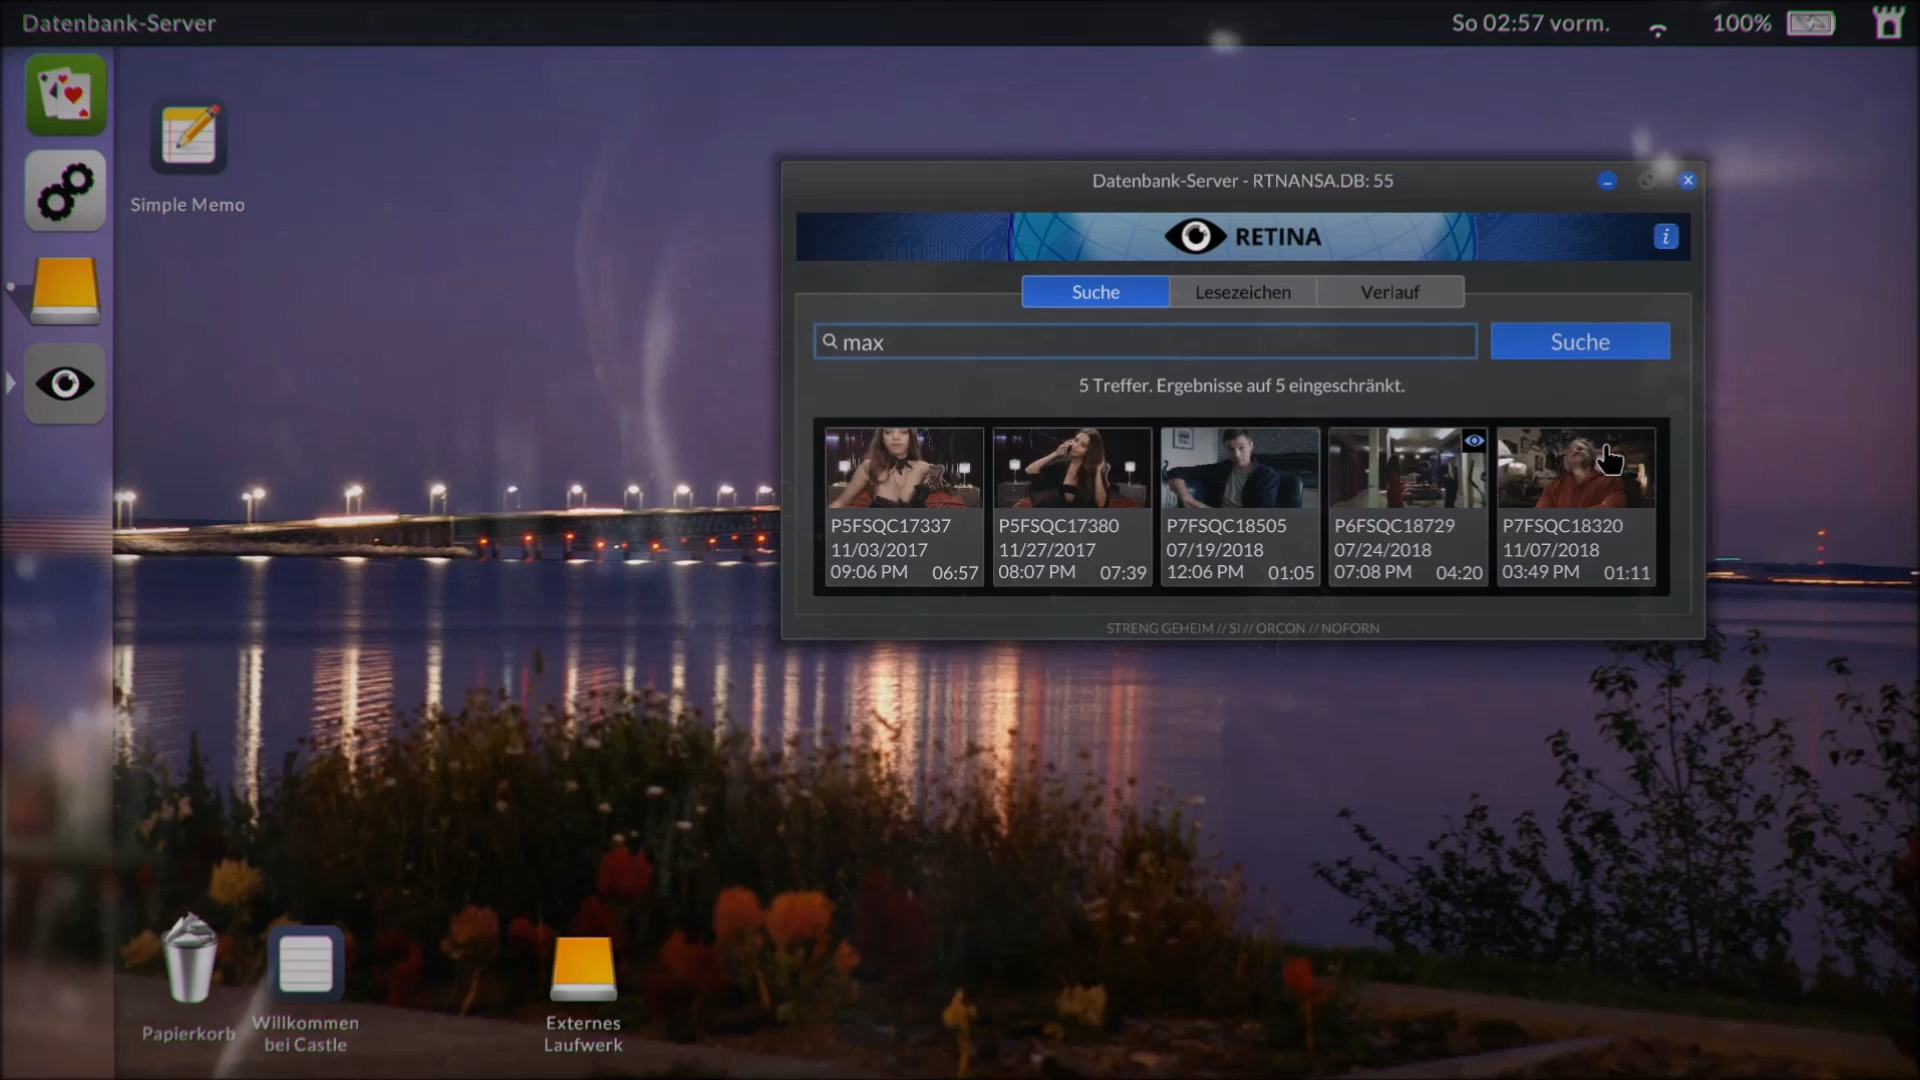 Datenbank-Server
So 02:57 vorm.
100%
Simple Memo
Datenbank-Server - RTNANSA.DB: 55
RETINA
i
Suche
Lesezeichen
Verlauf
max
Suche
5 Treffer. Ergebnisse auf 5 eingeschränkt.
P5FSQC17337
11/03/2017
09:06 PM 06:57
P5FSQC17380
11/27/2017
08:07 PM 07:39
P7FSQC18505
07/19/2018
12:06 PM 01:05
P6FSQC18729
07/24/2018
07:08 PM 04:20
P7FSQC18320
11/07/2018
03:49 PM 01:11
STRENG GEHEIM // SI // ORCON // NOFORN
Papierkorb
Willkommen
bei Castle
Externes
Laufwerk